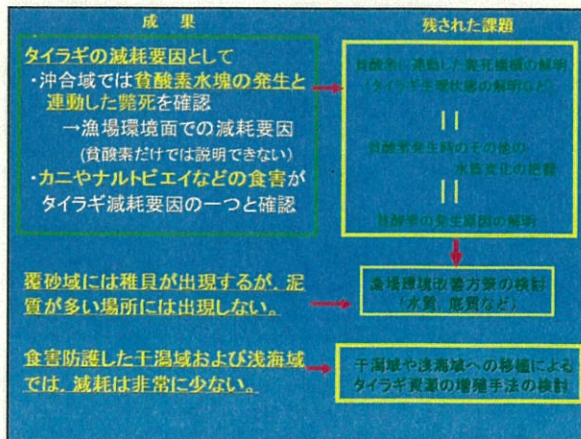 成 果
タイラギの減耗要因として
・沖合域では貧酸素水塊の発生と
連動した斃死を確認
→漁場環境面での減耗要因
(貧酸素だけでは説明できない)
・カニやナルトビエイなどの食害が
タイラギ減耗要因の一つと確認
覆砂域には稚貝が出現するが、泥
質が多い場所には出現しない。
食害防護した干潟域および浅海域
では、減耗は非常に少ない。
残された課題
貧酸素に連動した斃死機構の解明
(タイラギ生理状態の解明など)
貧酸素発生時のその他の
水質変化の把握
貧酸素の発生原因の解明
漁場環境改善方策の検討
(水質、底質など)
干潟域や浅海域への移植による
タイラギ資源の増殖手法の検討